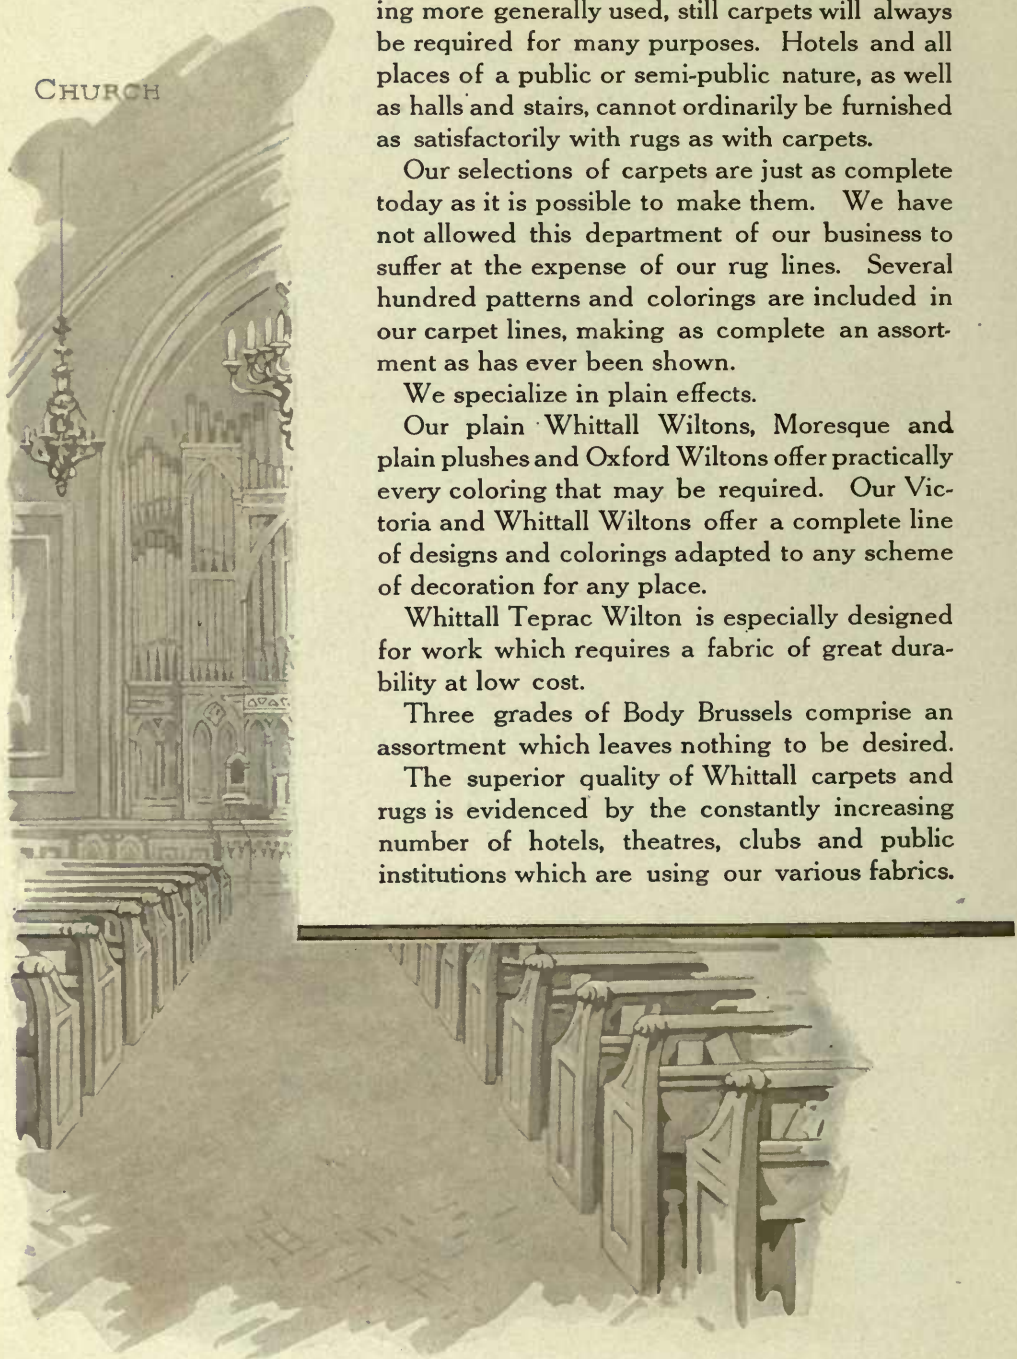 CHURCH
ing more generally used, still carpets will always
be required for many purposes. Hotels and all
places of a public or semi-public nature, as well
as halls and stairs, cannot ordinarily be furnished
as satisfactorily with rugs as with carpets.
Our selections of carpets are just as complete
today as it is possible to make them. We have
not allowed this department of our business to
suffer at the expense of our rug lines. Several
hundred patterns and colorings are included in
our carpet lines, making as complete an assort-
ment as has ever been shown.
We specialize in plain effects.
Our plain Whittall Wiltons, Moresque and
plain plushes and Oxford Wiltons offer practically
every coloring that may be required. Our Vic-
toria and Whittall Wiltons offer a complete line
of designs and colorings adapted to any scheme
of decoration for any place.
Whittall Teprac Wilton is especially designed
for work which requires a fabric of great dura-
bility at low cost.
Three grades of Body Brussels comprise an
assortment which leaves nothing to be desired.
The superior quality of Whittall carpets and
rugs is evidenced by the constantly increasing
number of hotels, theatres, clubs and public
institutions which are using our various fabrics.